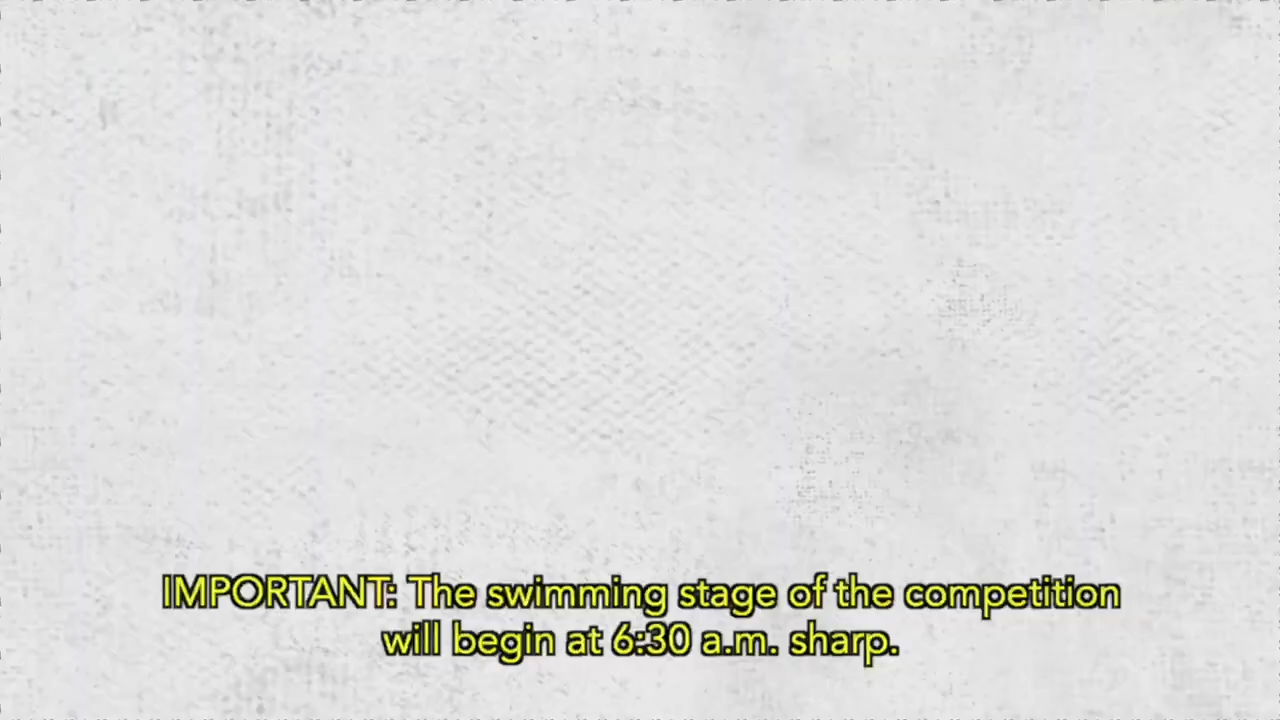 IMPORTANT: The swimming stage of the competition
will begin at 6:30 a.m. sharp.